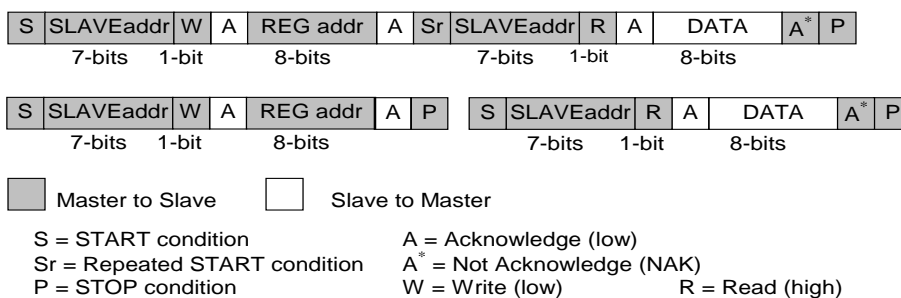 S SLAVEaddr W A REG addr A Sr SLAVEaddr R A DATA A* P
7-bits 1-bit 8-bits 7-bits 1-bit 8-bits
S SLAVEaddr W A REG addr A P S SLAVEaddr R A DATA A* P
7-bits 1-bit 8-bits 7-bits 1-bit 8-bits
Master to Slave Slave to Master
S = START condition A = Acknowledge (low)
Sr = Repeated START condition A* = Not Acknowledge (NAK)
P = STOP condition W = Write (low) R = Read (high)